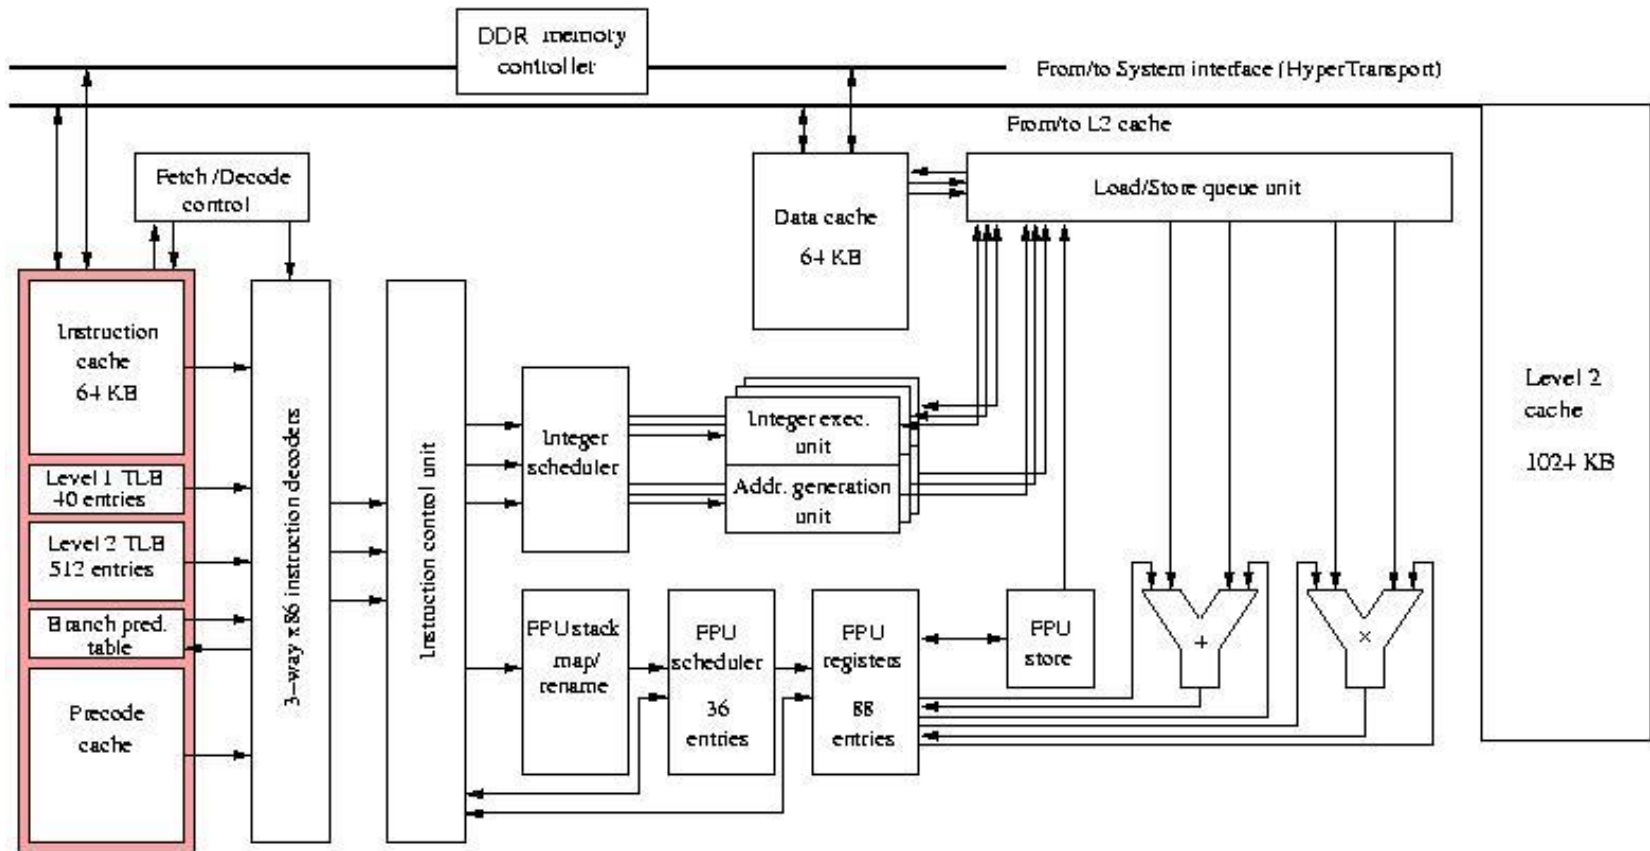 DDR memory
controller
From/to System interface (HyperTransport)
From/to L2 cache
Fetch /Decode
control
Load/Store queue unit
Data cache
64 KB
Instruction
cache
64 KB
Level 1 TLB
40 entries
Level 2 TLB
512 entries
Branch pred.
table
Precode
cache
3-way x86 instruction decoders
Instruction control unit
Integer
scheduler
Integer exec.
unit
Addr. generation
unit
Level 2
cache
1024 KB
FPU stack
map/
rename
FPU
scheduler
36
entries
FPU
registers
88
entries
FPU
store
+
×